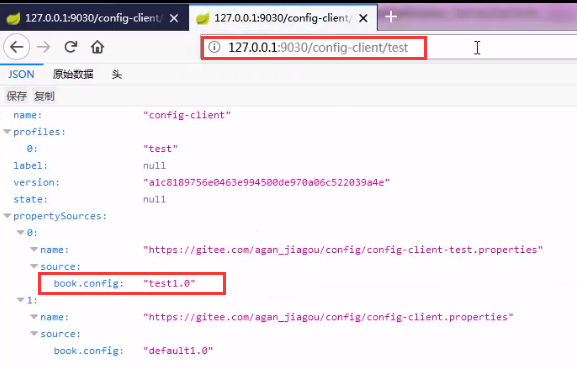 127.0.0.1:9030/config-client/
127.0.0.1:9030/config-client/
127.0.0.1:9030/config-client/test
JSON 原始数据 头
保存 复制
name: "config-client"
profiles:
0: "test"
label: null
version: "a1c8189756e0463e994500de970a06c522039a4e"
state: null
propertySources:
0:
name: "https://gitee.com/agan_jiagou/config/config-client-test.properties"
source:
book.config: "test1.0"
1:
name: "https://gitee.com/agan_jiagou/config/config-client.properties"
source:
book.config: "default1.0"